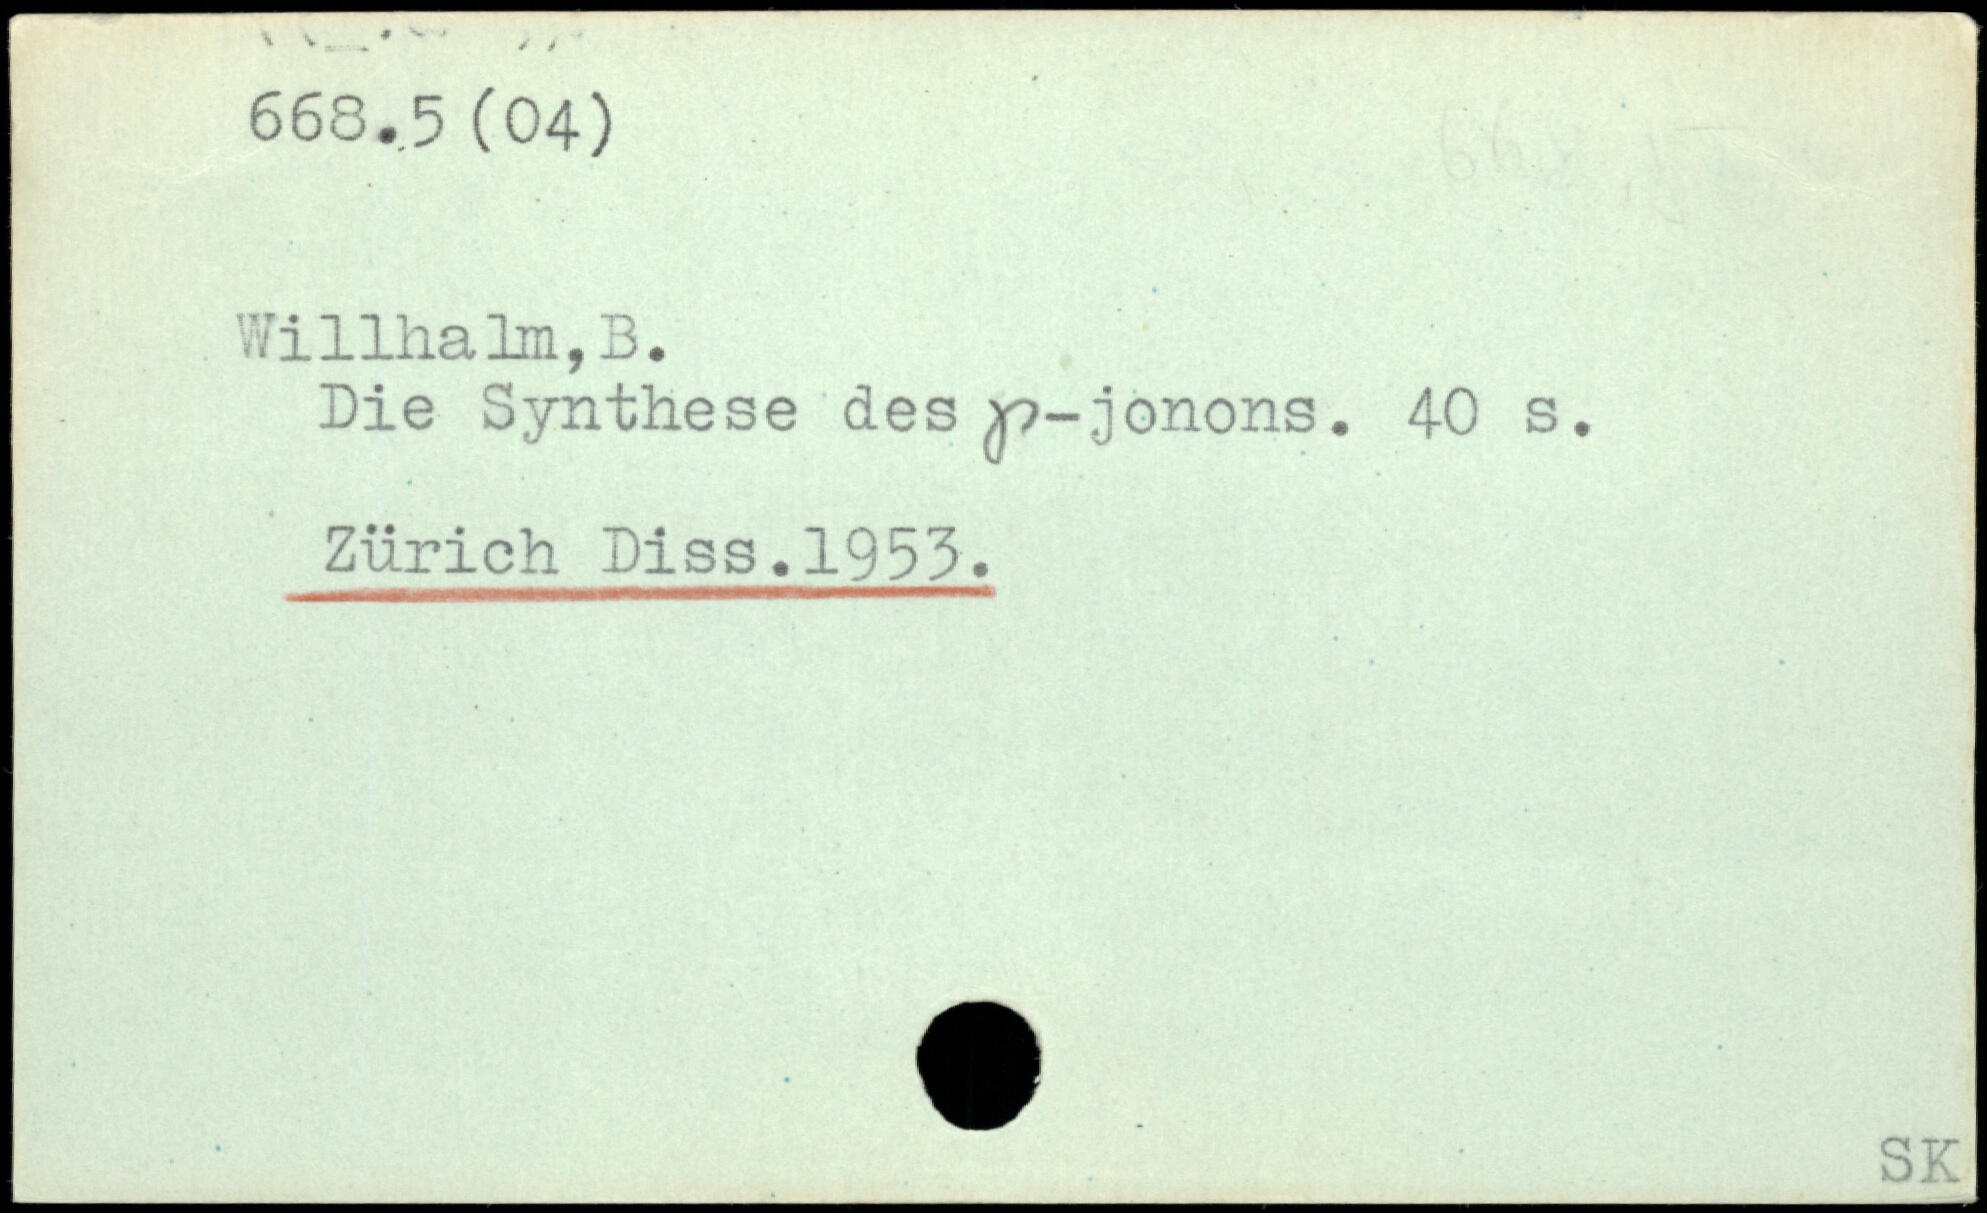 668.5(04)
Willhalm,B.
Die Synthese des ψ-jonons. 40 s.
Zürich Diss.1953.
SK